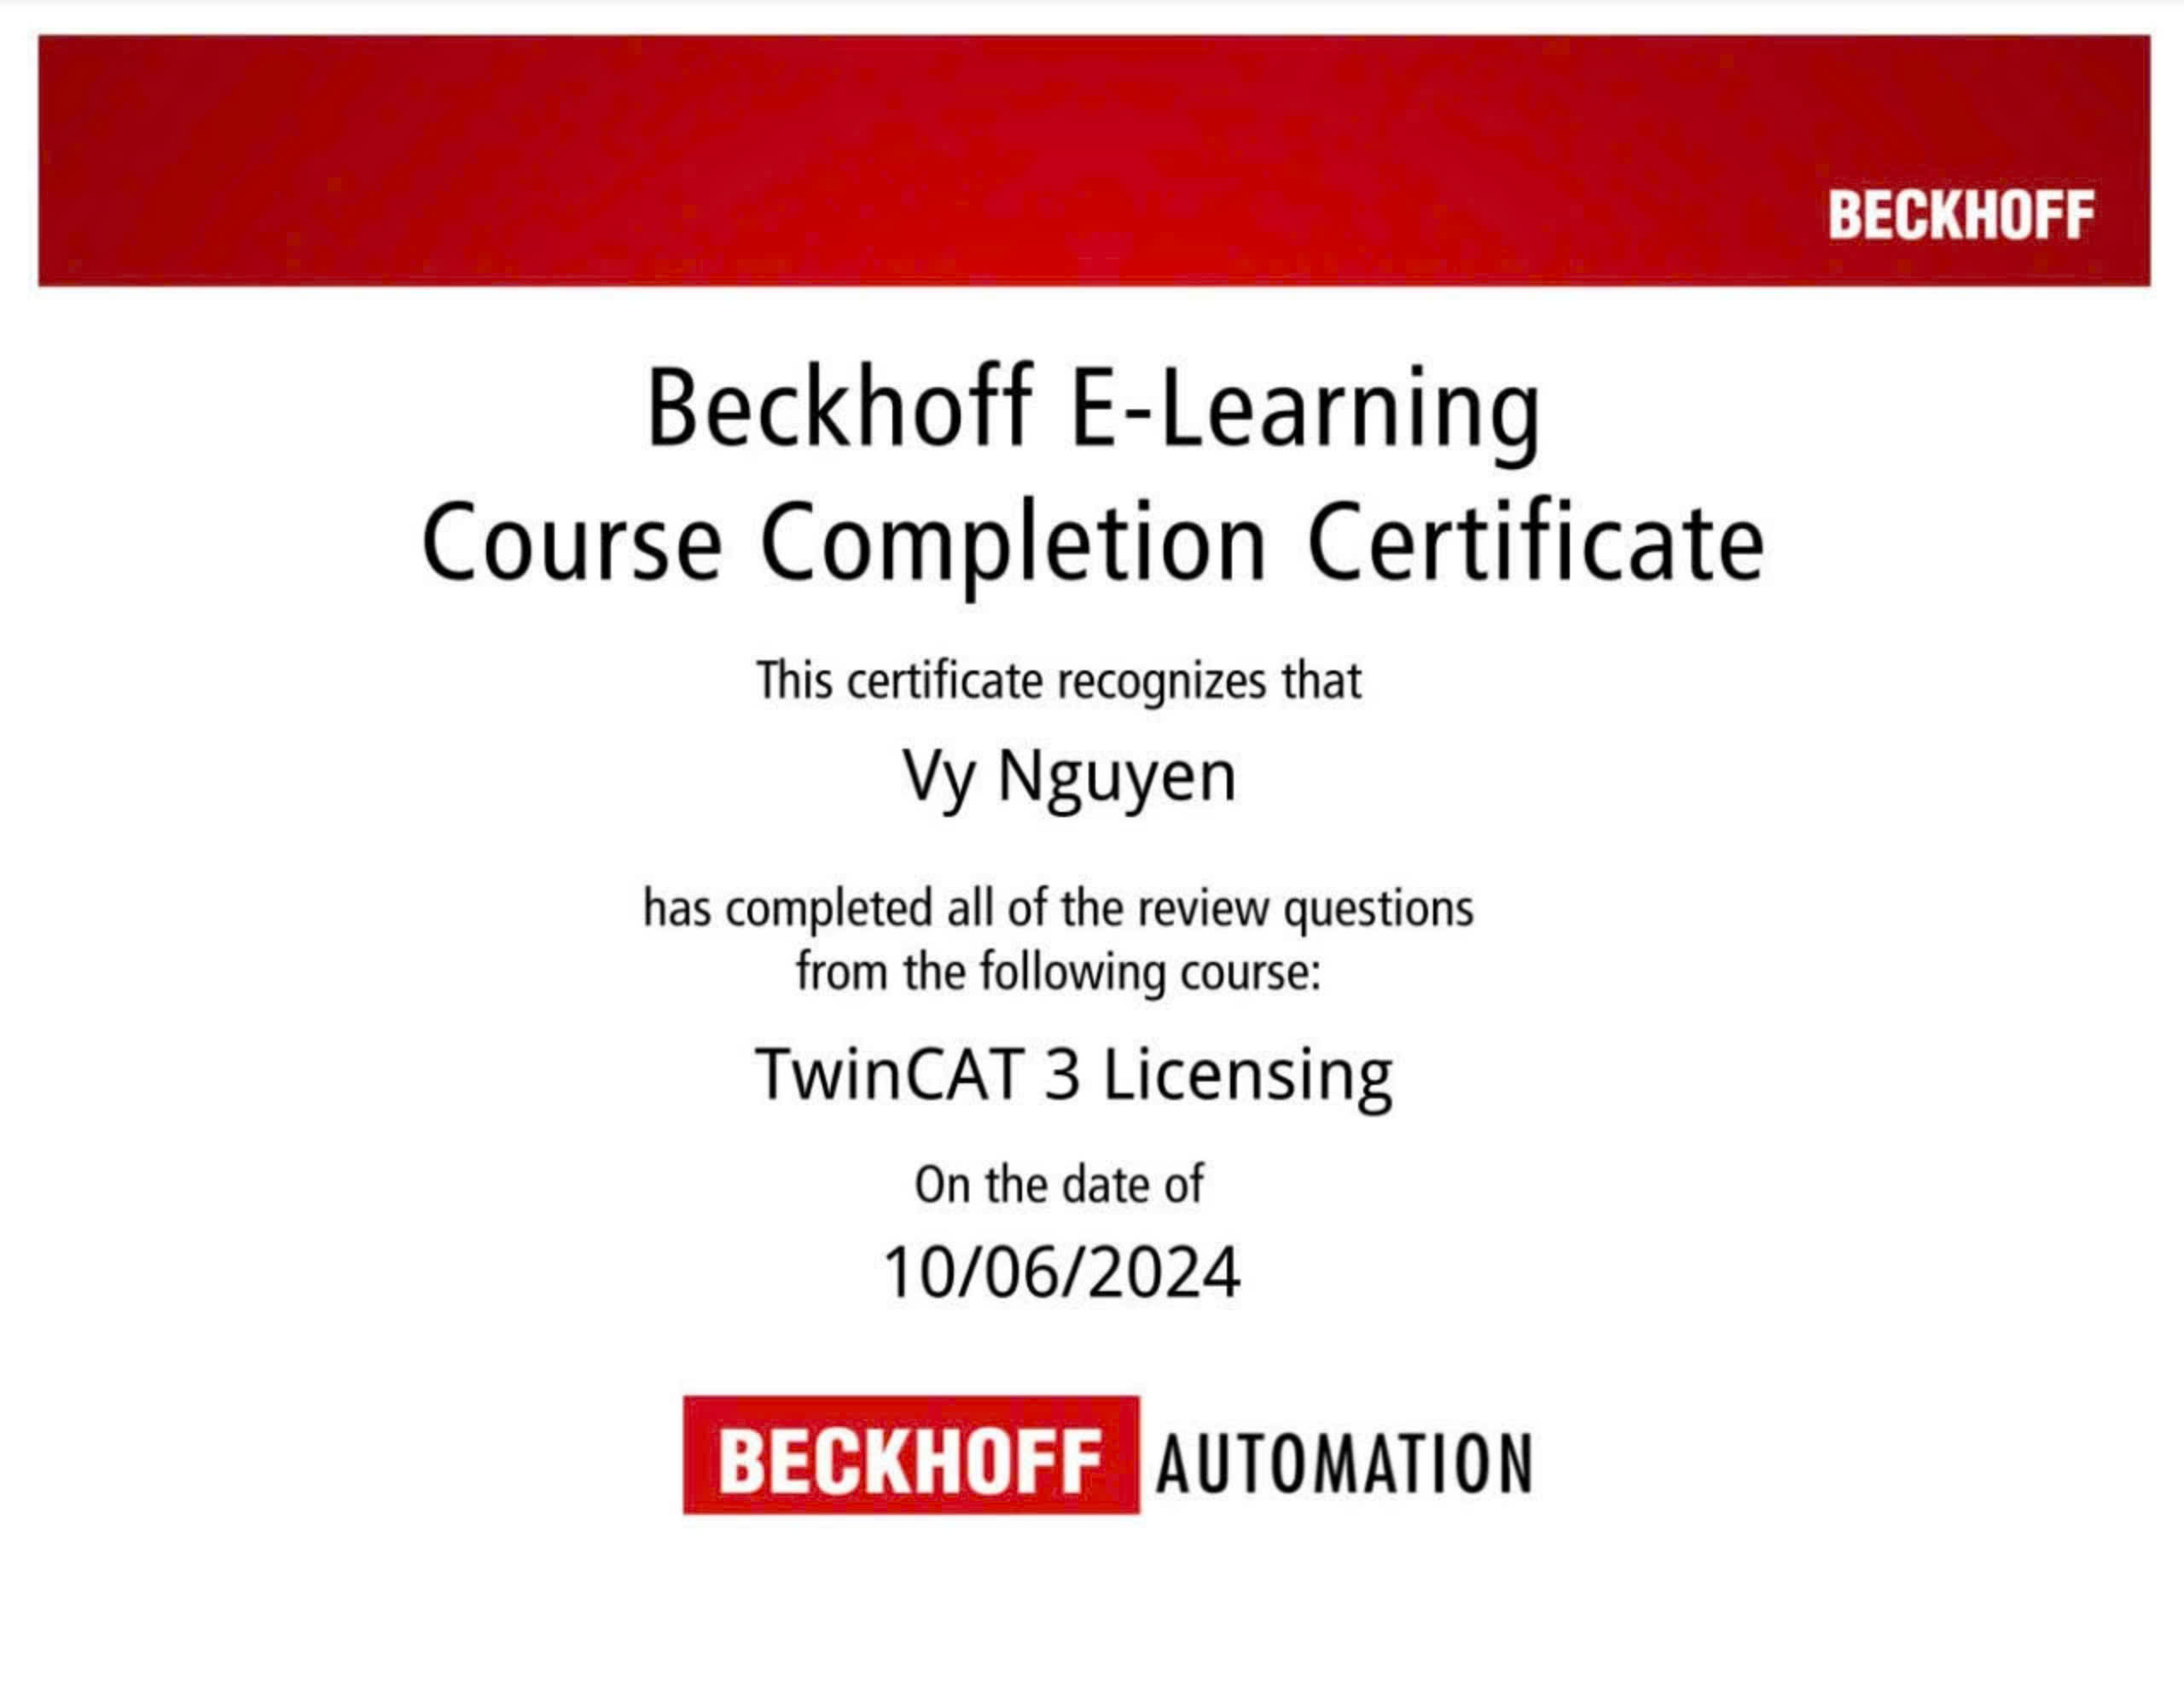 BECKHOFF
Beckhoff E-Learning
Course Completion Certificate
This certificate recognizes that
Vy Nguyen
has completed all of the review questions
from the following course:
TwinCAT 3 Licensing
On the date of
10/06/2024
BECKHOFF AUTOMATION